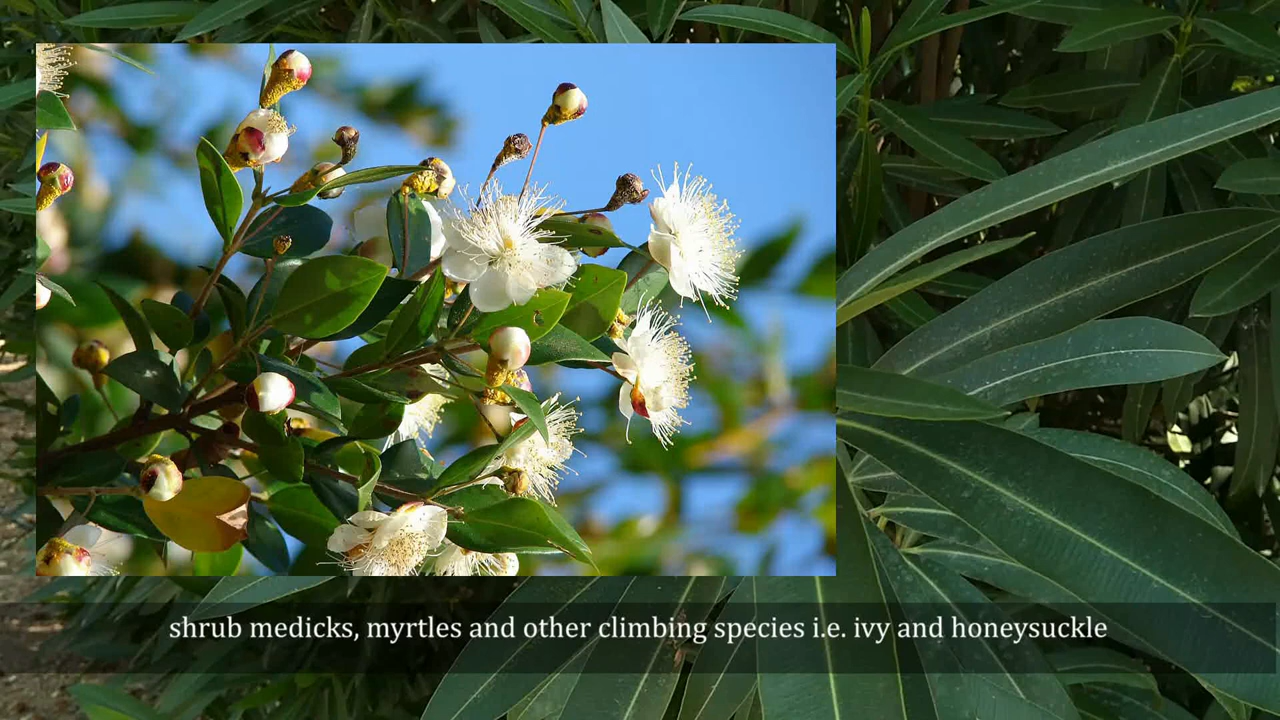 shrub medicks, myrtles and other climbing species i.e. ivy and honeysuckle